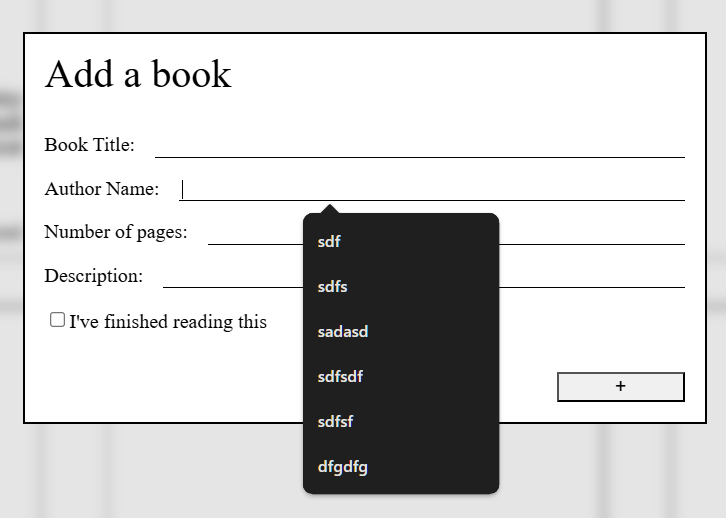 Add a book
Book Title:
Author Name:
Number of pages:
Description:
I've finished reading this
+
sdf
sdfs
sadasd
sdfsdf
sdfsf
dfgdfg